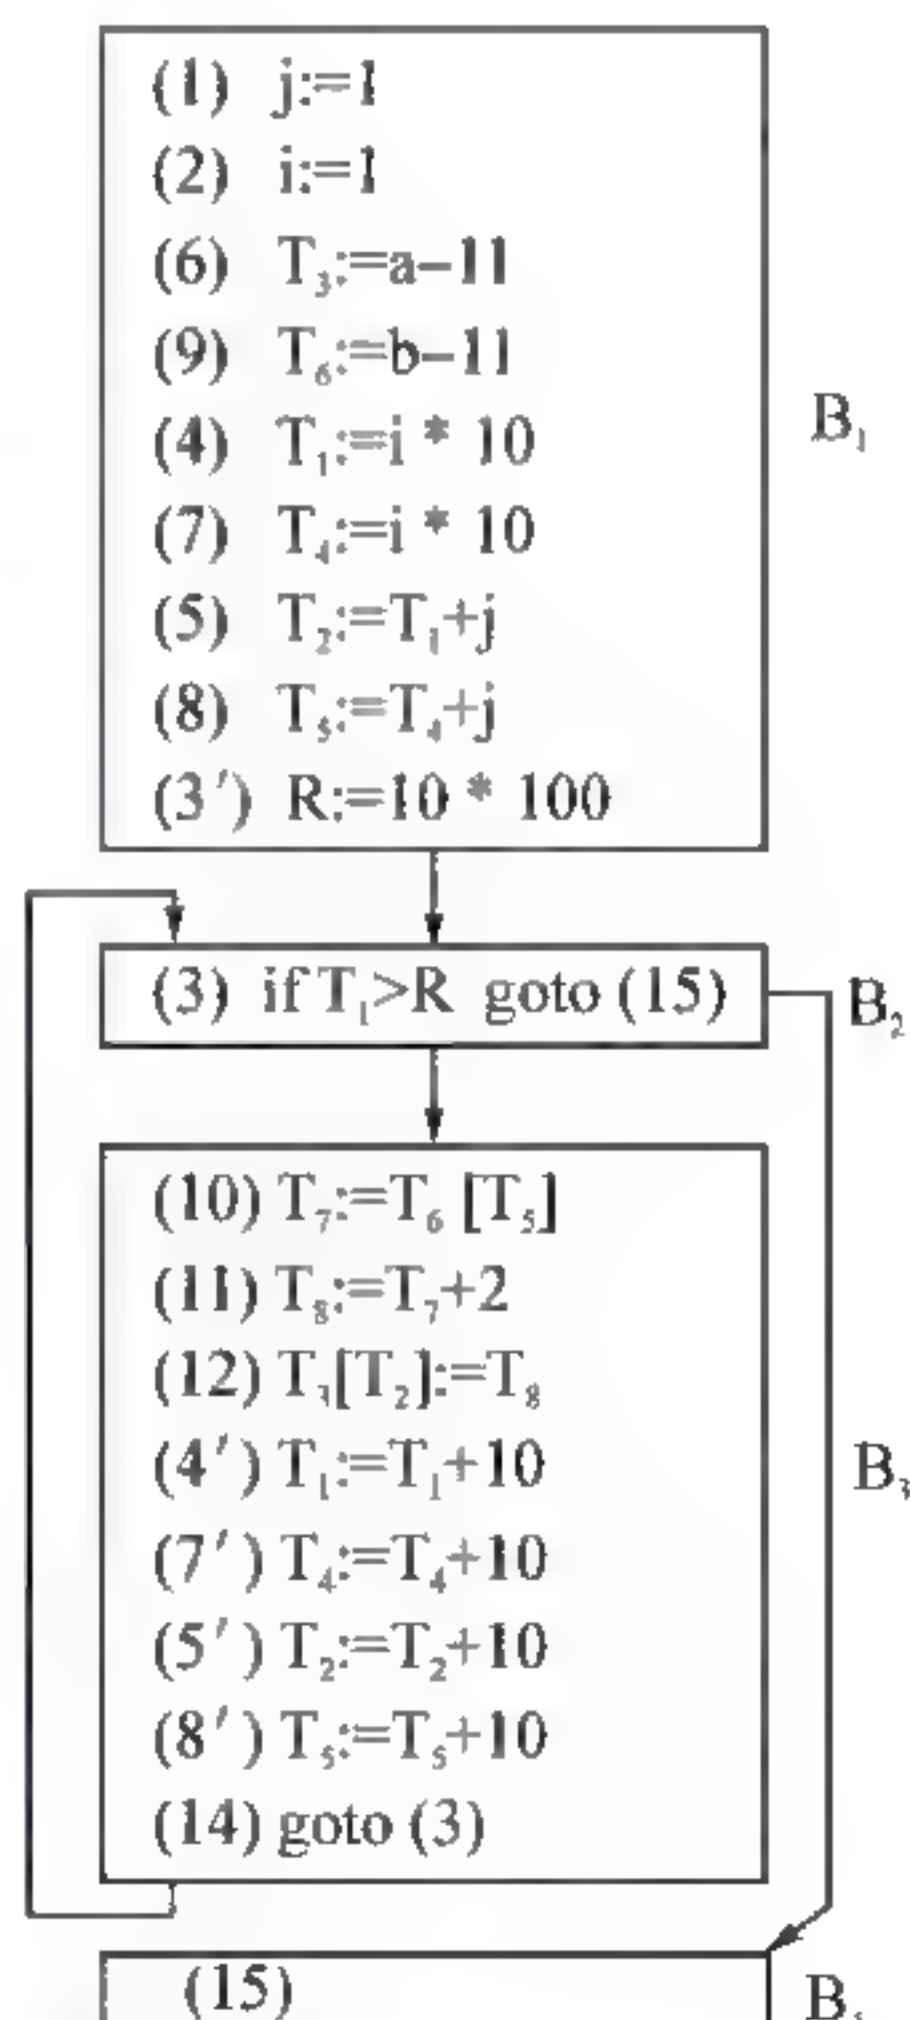 (1) j:=1
(2) i:=1
(6) T₃:=a−11
(9) T₆:=b−11
(4) T₁:=i * 10
(7) T₄:=i * 10
(5) T₂:=T₁+j
(8) T₅:=T₄+j
(3′) R:=10 * 100
B₁
(3) if T₁>R goto (15)
B₂
(10) T₇:=T₆ [T₅]
(11) T₈:=T₇+2
(12) T₃[T₂]:=T₈
(4′) T₁:=T₁+10
(7′) T₄:=T₄+10
(5′) T₂:=T₂+10
(8′) T₅:=T₅+10
(14) goto (3)
B₃
(15)